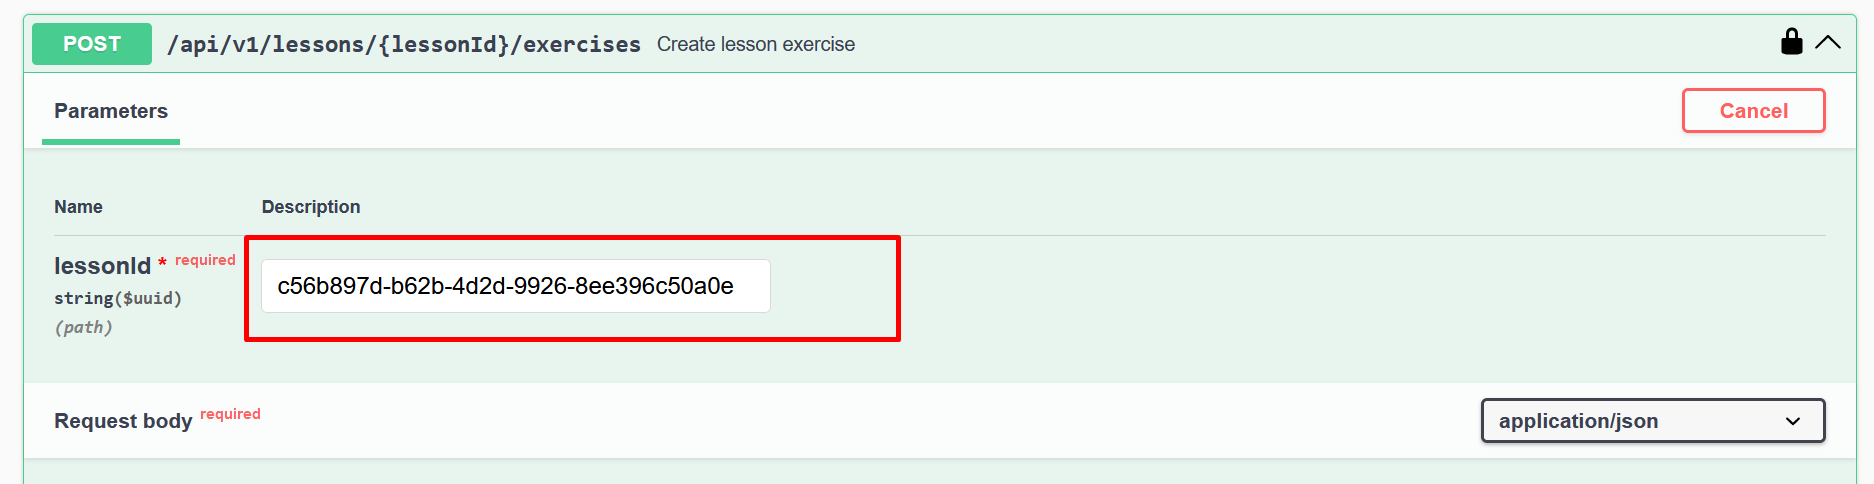 POST /api/v1/lessons/{lessonId}/exercises Create lesson exercise
Parameters
Cancel
Name Description
lessonId * required
string($uuid)
(path)
c56b897d-b62b-4d2d-9926-8ee396c50a0e
Request body required
application/json